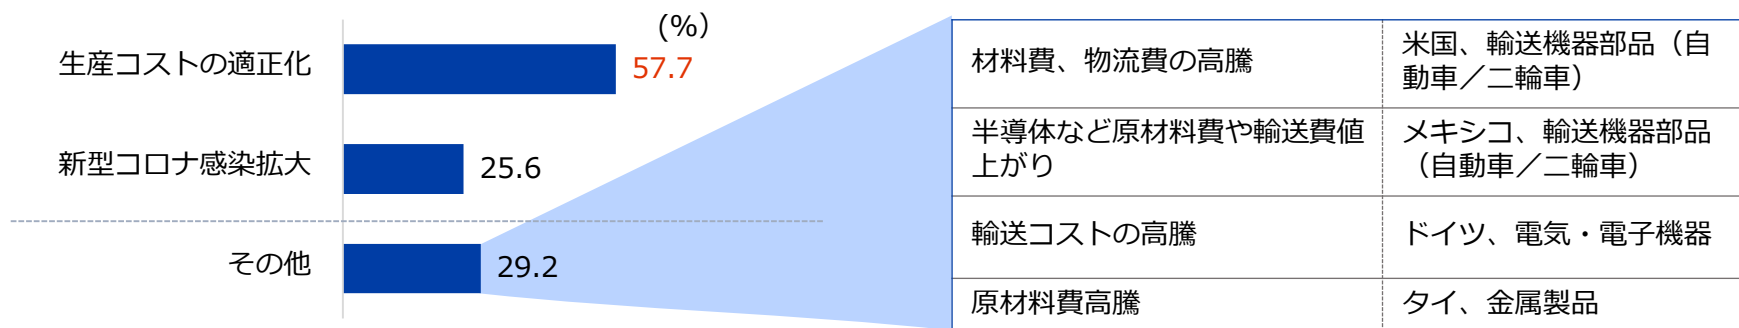 (%)
生産コストの適正化
57.7
新型コロナ感染拡大
25.6
その他
29.2
材料費、物流費の高騰
米国、輸送機器部品（自
動車／二輪車）
半導体など原材料費や輸送費値
上がり
メキシコ、輸送機器部品
（自動車／二輪車）
輸送コストの高騰
ドイツ、電気・電子機器
原材料費高騰
タイ、金属製品